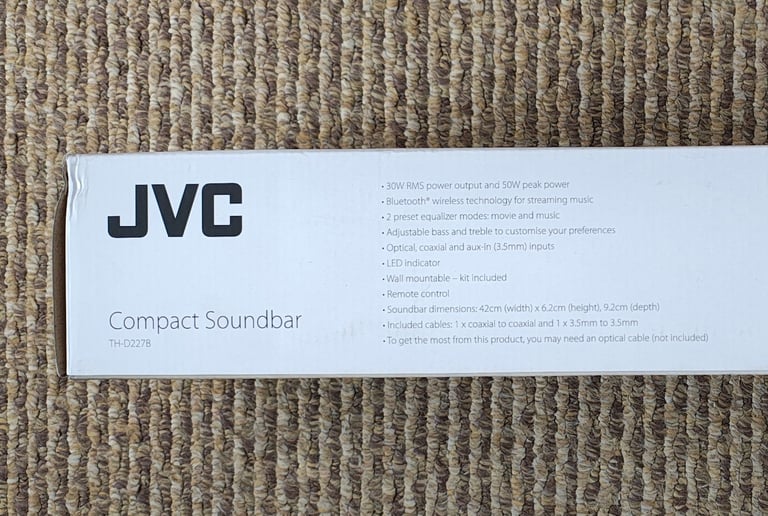 JVC
Compact Soundbar
TH-D227B
• 30W RMS power output and 50W peak power
• Bluetooth® wireless technology for streaming music
• 2 preset equalizer modes: movie and music
• Adjustable bass and treble to customise your preferences
• Optical, coaxial and aux-in (3.5mm) inputs
• LED indicator
• Wall mountable – kit included
• Remote control
• Soundbar dimensions: 42cm (width) x 6.2cm (height), 9.2cm (depth)
• Included cables: 1 x coaxial to coaxial and 1 x 3.5mm to 3.5mm
• To get the most from this product, you may need an optical cable (not included)